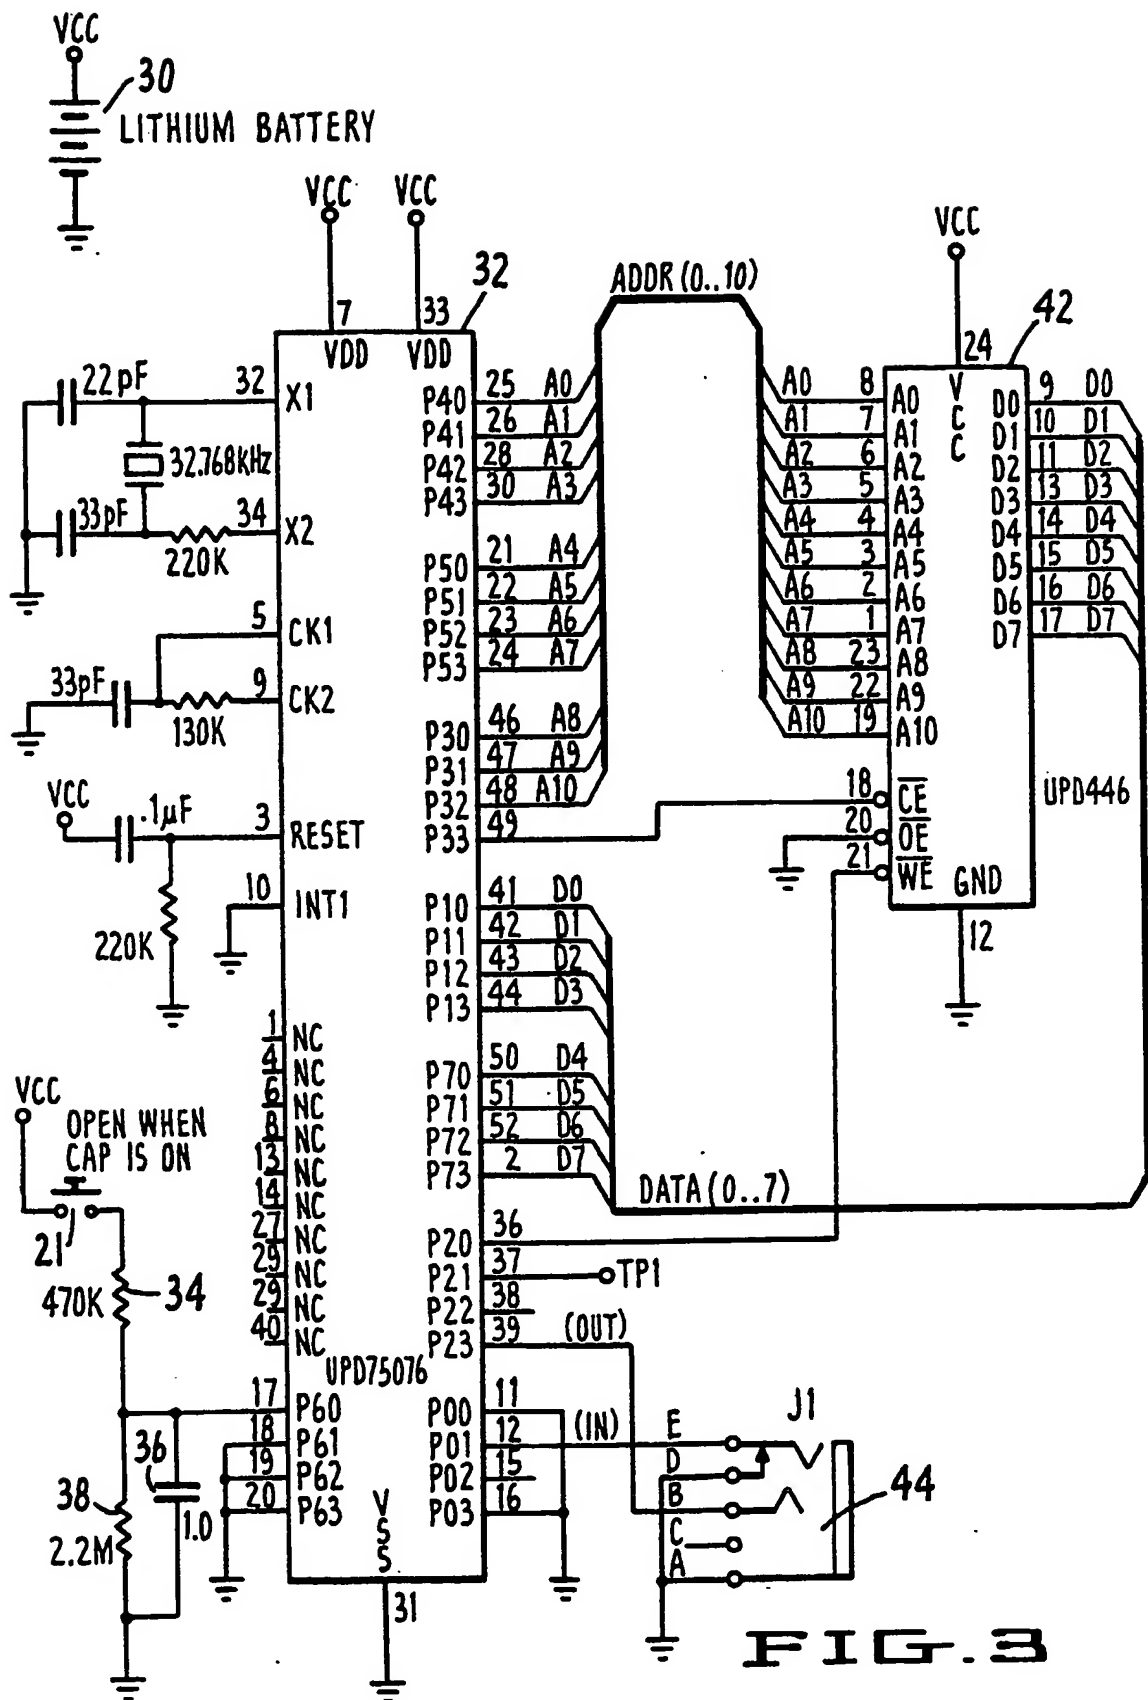 VCC
30
LITHIUM BATTERY
VCC
VCC
7
33
32
VDD
VDD
22pF
32
X1
32.768KHz
33pF
220K
34
X2
5
CK1
33pF
130K
9
CK2
VCC
.1µF
3
RESET
220K
10
INT1
1 NC
4 NC
6 NC
8 NC
13 NC
14 NC
27 NC
29 NC
29 NC
40 NC
VCC
OPEN WHEN
CAP IS ON
21
470K
34
UPD75076
17 P60
18 P61
19 P62
20 P63
36
1.0
38
2.2M
VSS
31
P40 25 A0
P41 26 A1
P42 28 A2
P43 30 A3
P50 21 A4
P51 22 A5
P52 23 A6
P53 24 A7
P30 46 A8
P31 47 A9
P32 48 A10
P33 49
P10 41 D0
P11 42 D1
P12 43 D2
P13 44 D3
P70 50 D4
P71 51 D5
P72 52 D6
P73 2 D7
P20 36
P21 37 TP1
P22 38
P23 39 (OUT)
P00 11
P01 12 (IN)
P02 15
P03 16
ADDR (0..10)
DATA (0..7)
VCC
24
42
VCC
A0 8 A0
A1 7 A1
A2 6 A2
A3 5 A3
A4 4 A4
A5 3 A5
A6 2 A6
A7 1 A7
A8 23 A8
A9 22 A9
A10 19 A10
18 CE
20 OE
21 WE
D0 9 D0
D1 10 D1
D2 11 D2
D3 13 D3
D4 14 D4
D5 15 D5
D6 16 D6
D7 17 D7
UPD446
GND
12
J1
E
D
B
C
A
44
FIG. 3